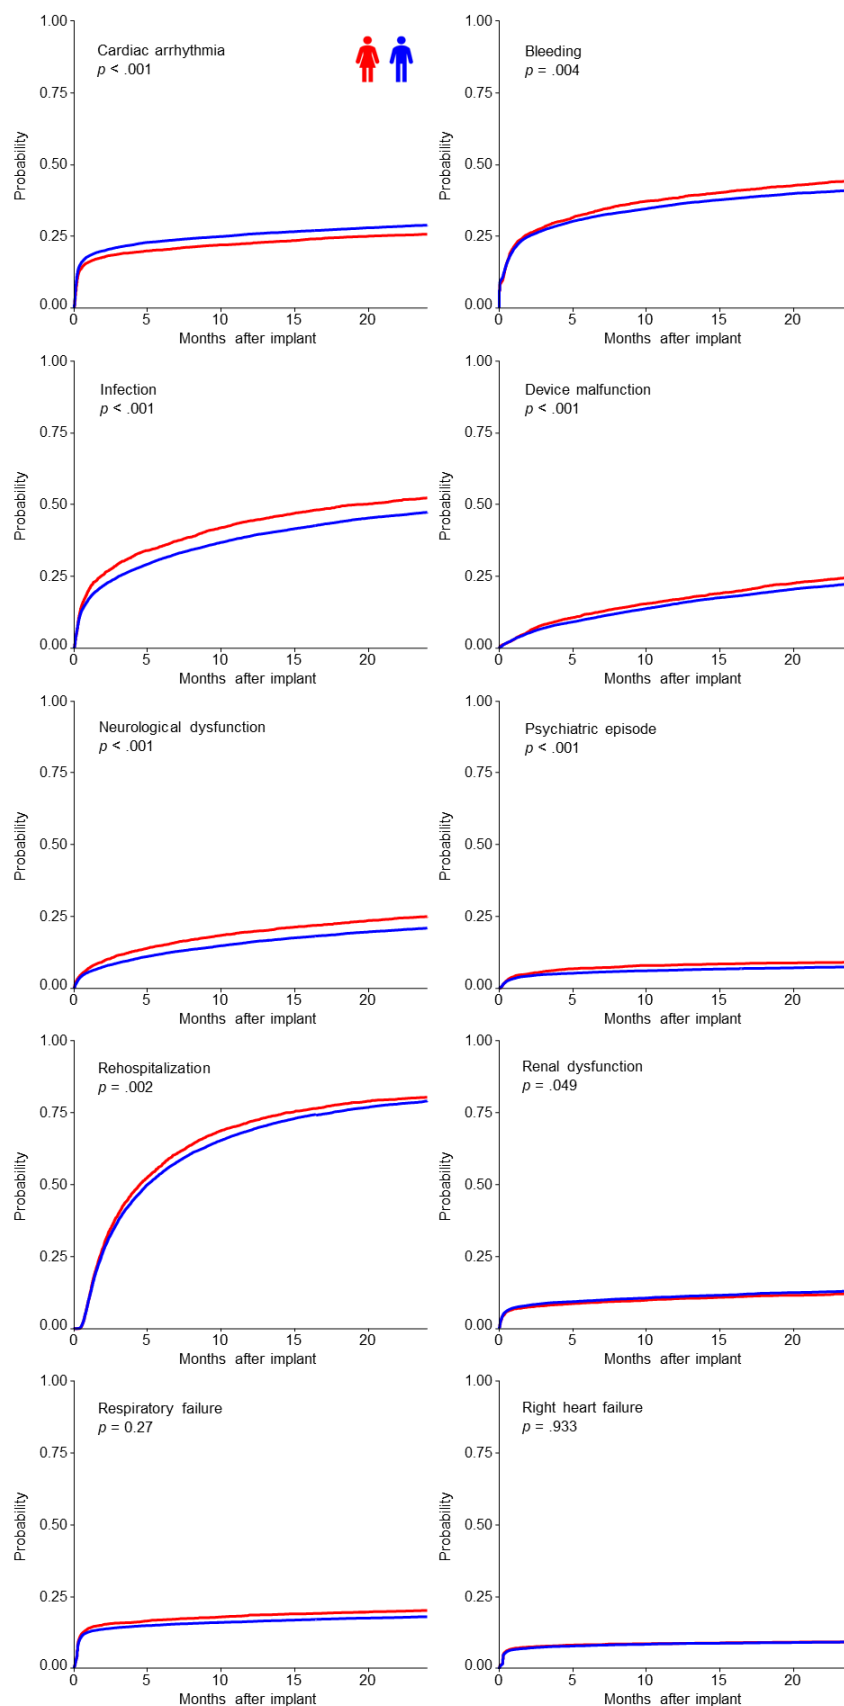 Cardiac arrhythmia
p < .001
1.00
0.75
0.50
0.25
0.00
Probability
0
5
10
15
20
Months after implant
Bleeding
p = .004
1.00
0.75
0.50
0.25
0.00
Probability
0
5
10
15
20
Months after implant
Infection
p < .001
1.00
0.75
0.50
0.25
0.00
Probability
0
5
10
15
20
Months after implant
Device malfunction
p < .001
1.00
0.75
0.50
0.25
0.00
Probability
0
5
10
15
20
Months after implant
Neurological dysfunction
p < .001
1.00
0.75
0.50
0.25
0.00
Probability
0
5
10
15
20
Months after implant
Psychiatric episode
p < .001
1.00
0.75
0.50
0.25
0.00
Probability
0
5
10
15
20
Months after implant
Rehospitalization
p = .002
1.00
0.75
0.50
0.25
0.00
Probability
0
5
10
15
20
Months after implant
Renal dysfunction
p = .049
1.00
0.75
0.50
0.25
0.00
Probability
0
5
10
15
20
Months after implant
Respiratory failure
p = 0.27
1.00
0.75
0.50
0.25
0.00
Probability
0
5
10
15
20
Months after implant
Right heart failure
p = .933
1.00
0.75
0.50
0.25
0.00
Probability
0
5
10
15
20
Months after implant